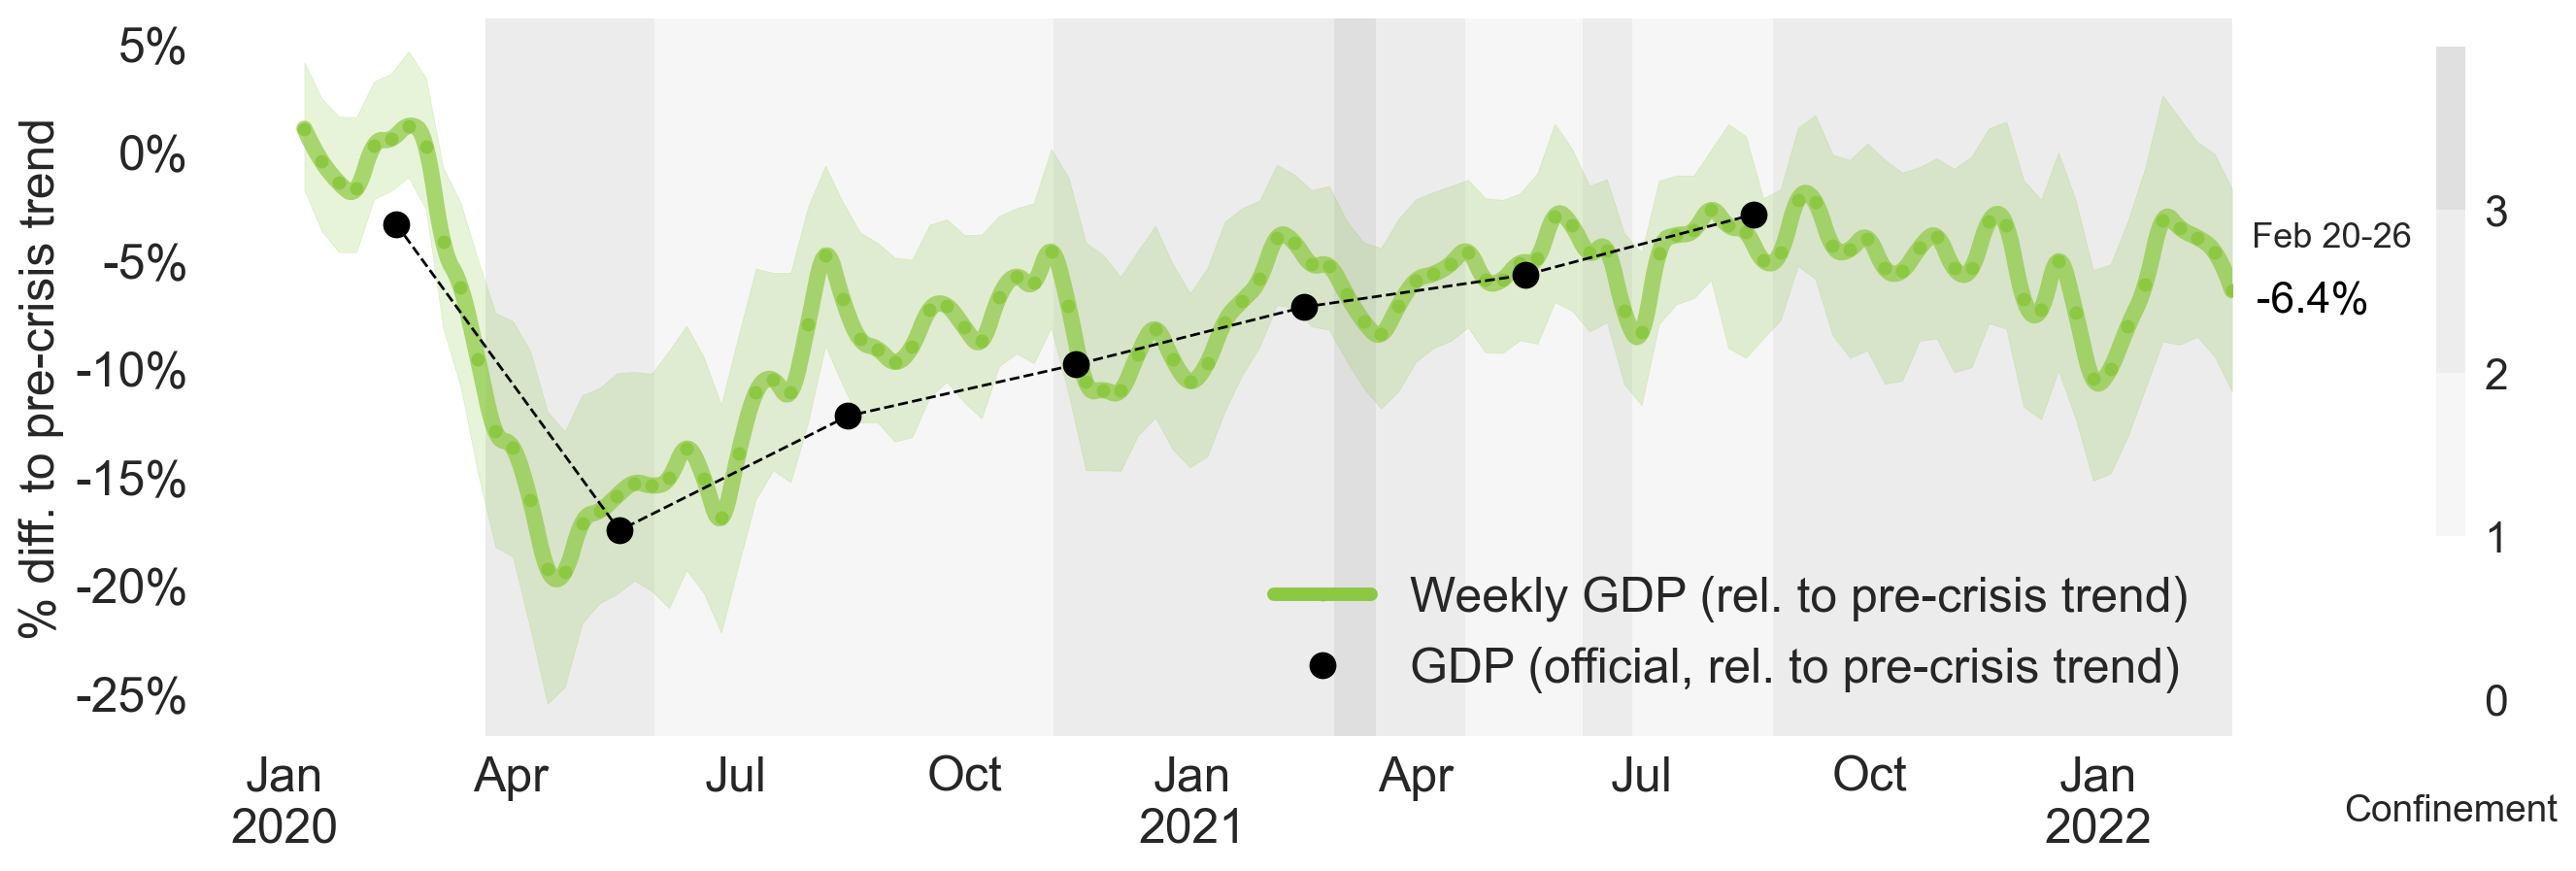 % diff. to pre-crisis trend
5%
0%
-5%
-10%
-15%
-20%
-25%
Jan
2020
Apr
Jul
Oct
Jan
2021
Apr
Jul
Oct
Jan
2022
Weekly GDP (rel. to pre-crisis trend)
GDP (official, rel. to pre-crisis trend)
Feb 20-26
-6.4%
3
2
1
0
Confinement